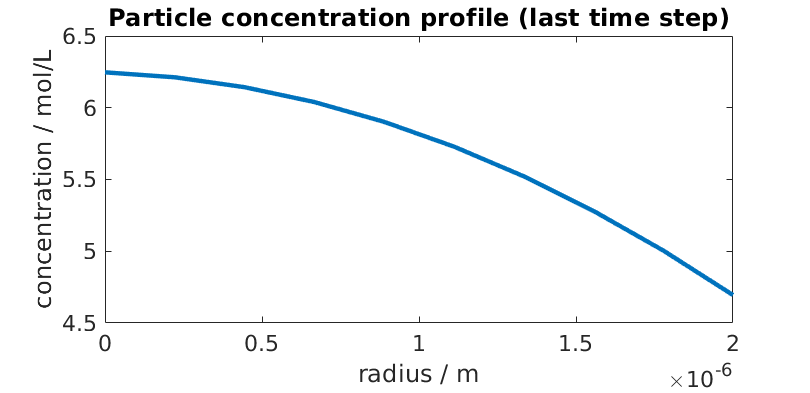 Particle concentration profile (last time step)
6.5
6
5.5
5
4.5
concentration / mol/L
0 0.5 1 1.5 2
radius / m
×10-6